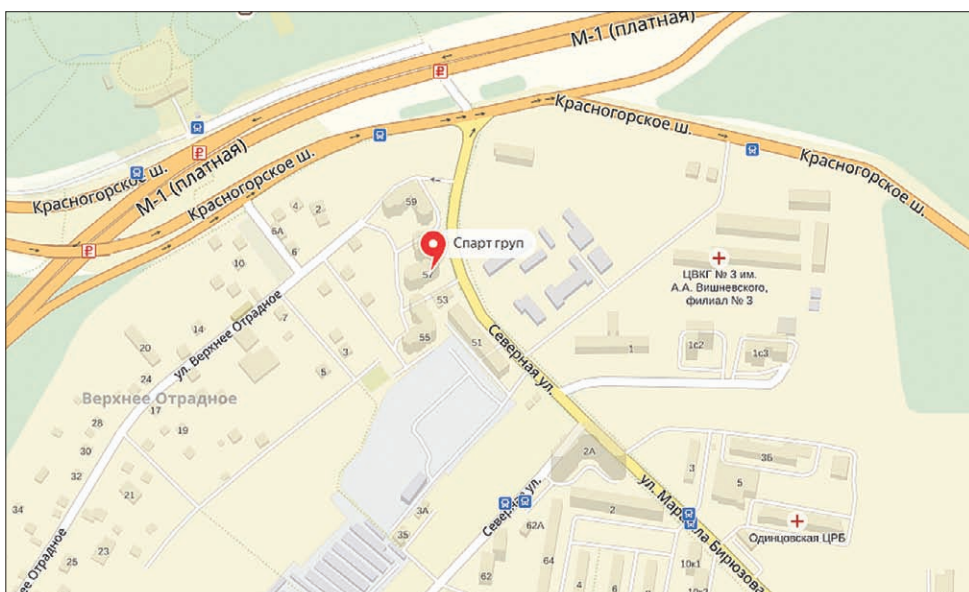 М-1 (платная)
₽
Красногорское ш.
Красногорское ш.
₽
М-1 (платная)
Красногорское ш.
Красногорское ш.
₽
59
4
2
6А
6
Спарт груп
10
57
ЦВКГ № 3 им.
А.А. Вишневского,
филиал № 3
53
ул. Верхнее Отрадное
7
14
55
51
Северная ул.
20
3
1
1с2
1с3
24
5
Верхнее Отрадное
17
28
19
30
2А
3
3Б
32
5
21
Северная ул.
34
3А
2
ул. Маршала Бирюзова
62А
35
Одинцовская ЦРБ
23
25
64
10к1
62
4
6
10к2
Верхнее Отрадное